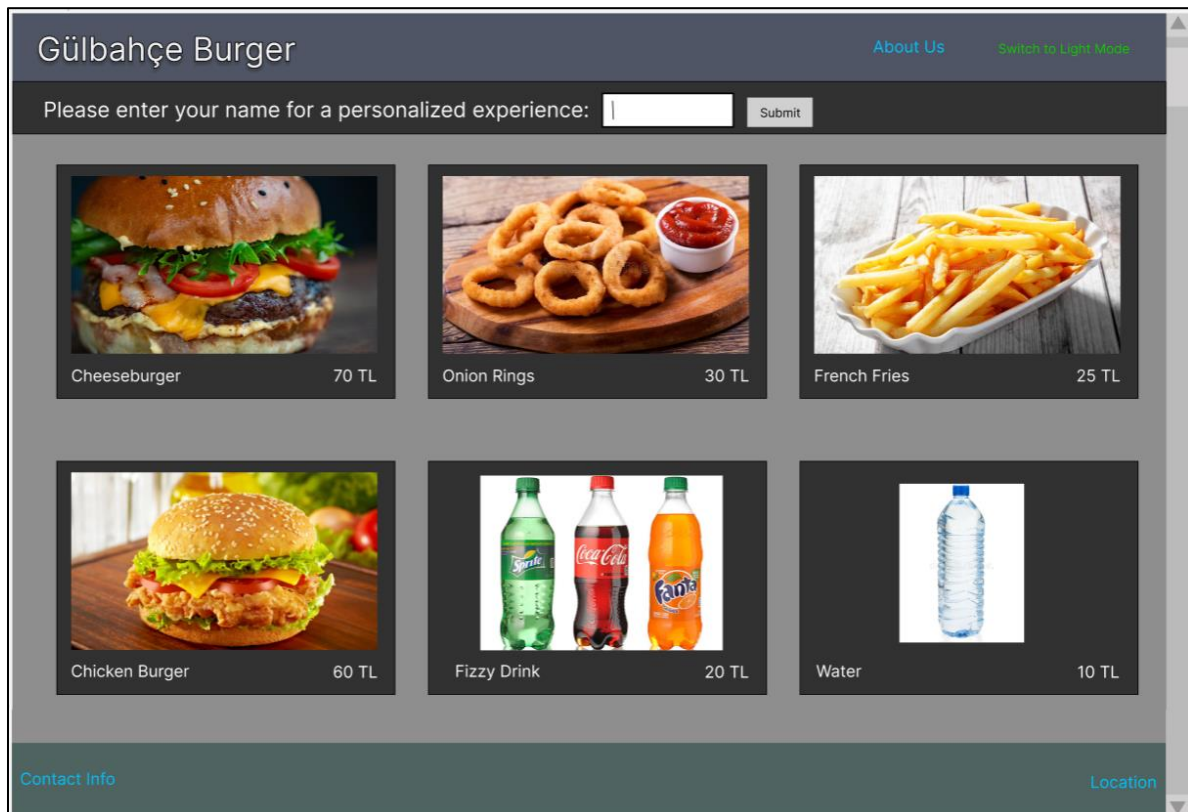 Gülbahçe Burger
About Us
Switch to Light Mode
Please enter your name for a personalized experience:
Submit
Cheeseburger 70 TL
Onion Rings 30 TL
French Fries 25 TL
Sprite
Coca-Cola
Fanta
Chicken Burger 60 TL
Fizzy Drink 20 TL
Water 10 TL
Contact Info
Location